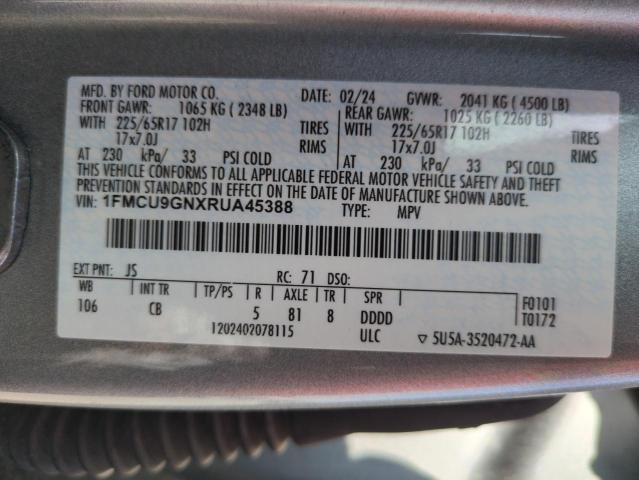 MFD. BY FORD MOTOR CO.
DATE: 02/24 GVWR: 2041 KG ( 4500 LB)
FRONT GAWR: 1065 KG ( 2348 LB) REAR GAWR: 1025 KG ( 2260 LB)
WITH 225/65R17 102H TIRES WITH 225/65R17 102H TIRES
17x7.0J RIMS 17x7.0J RIMS
AT 230 kPa/ 33 PSI COLD AT 230 kPa/ 33 PSI COLD
THIS VEHICLE CONFORMS TO ALL APPLICABLE FEDERAL MOTOR VEHICLE SAFETY AND THEFT
PREVENTION STANDARDS IN EFFECT ON THE DATE OF MANUFACTURE SHOWN ABOVE.
VIN: 1FMCU9GNXRUA45388 TYPE: MPV
EXT PNT: JS RC: 71 DSO:
WB INT TR TP/PS R AXLE TR SPR F0101
106 CB 5 81 8 DDDD T0172
1202402078115 ULC ▽ 5U5A-3520472-AA